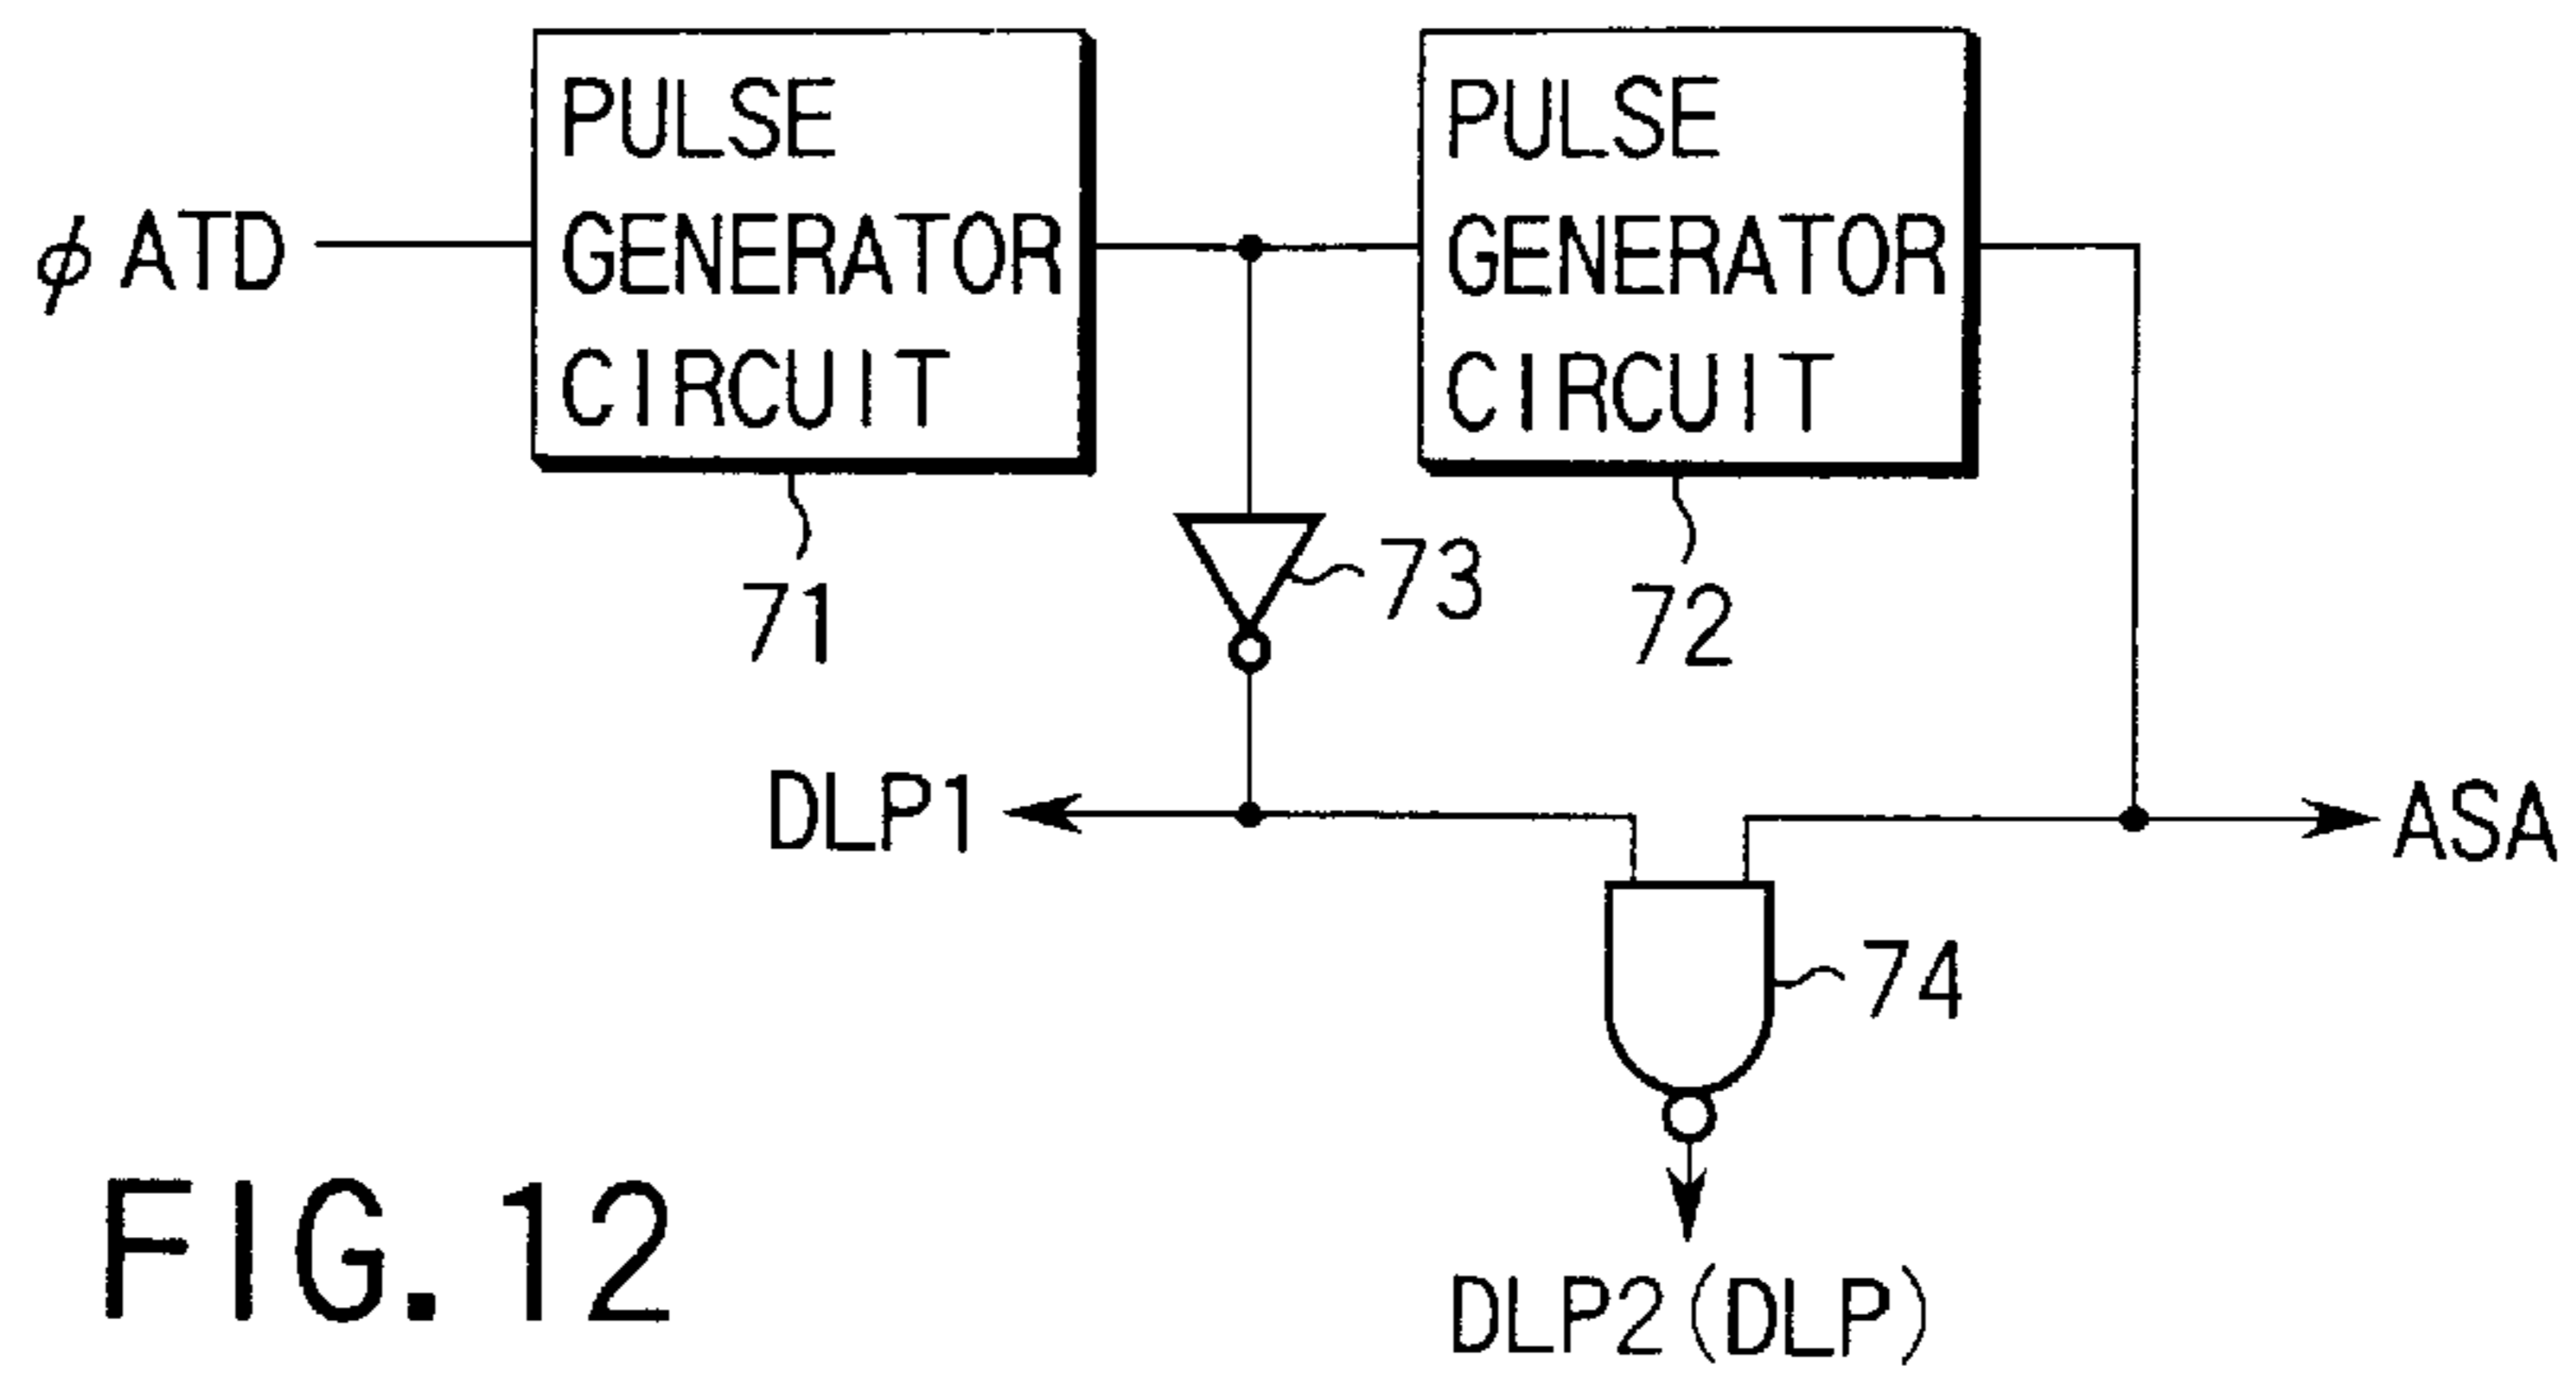 PULSE
GENERATOR
CIRCUIT
PULSE
GENERATOR
CIRCUIT
φATD
71
73
72
DLP1
ASA
74
DLP2(DLP)
FIG.12